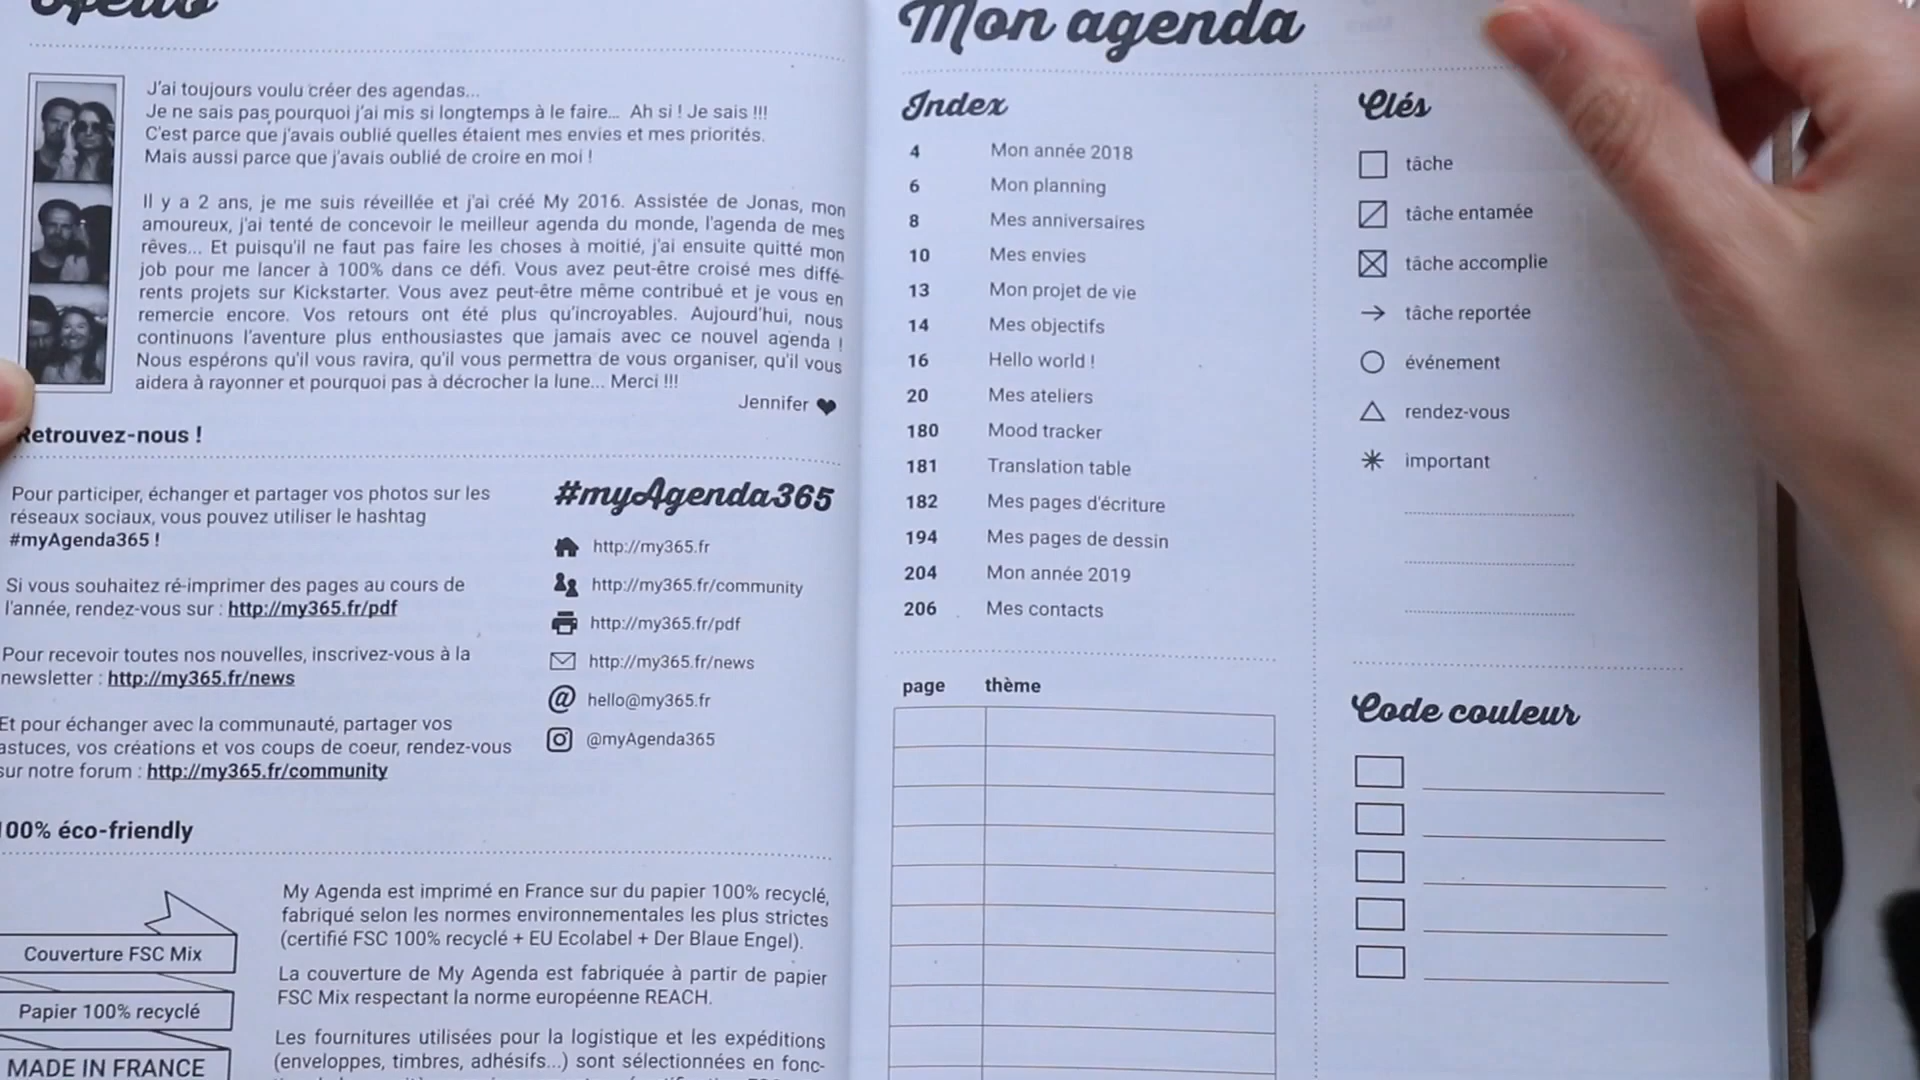 Hello
J'ai toujours voulu créer des agendas...
Je ne sais pas pourquoi j'ai mis si longtemps à le faire... Ah si ! Je sais !!!
C'est parce que j'avais oublié quelles étaient mes envies et mes priorités.
Mais aussi parce que j'avais oublié de croire en moi !
Il y a 2 ans, je me suis réveillée et j'ai créé My 2016. Assistée de Jonas, mon
amoureux, j'ai tenté de concevoir le meilleur agenda du monde, l'agenda de mes
rêves... Et puisqu'il ne faut pas faire les choses à moitié, j'ai ensuite quitté mon
job pour me lancer à 100% dans ce défi. Vous avez peut-être croisé mes diffé-
rents projets sur Kickstarter. Vous avez peut-être même contribué et je vous en
remercie encore. Vos retours ont été plus qu'incroyables. Aujourd'hui, nous
continuons l'aventure plus enthousiastes que jamais avec ce nouvel agenda !
Nous espérons qu'il vous ravira, qu'il vous permettra de vous organiser, qu'il vous
aidera à rayonner et pourquoi pas à décrocher la lune... Merci !!!
Jennifer
Retrouvez-nous !
Pour participer, échanger et partager vos photos sur les
réseaux sociaux, vous pouvez utiliser le hashtag
#myAgenda365 !
Si vous souhaitez ré-imprimer des pages au cours de
l'année, rendez-vous sur : http://my365.fr/pdf
Pour recevoir toutes nos nouvelles, inscrivez-vous à la
newsletter : http://my365.fr/news
Et pour échanger avec la communauté, partager vos
astuces, vos créations et vos coups de coeur, rendez-vous
sur notre forum : http://my365.fr/community
#myAgenda365
http://my365.fr
http://my365.fr/community
http://my365.fr/pdf
http://my365.fr/news
hello@my365.fr
@myAgenda365
100% éco-friendly
Couverture FSC Mix
Papier 100% recyclé
MADE IN FRANCE
My Agenda est imprimé en France sur du papier 100% recyclé,
fabriqué selon les normes environnementales les plus strictes
(certifié FSC 100% recyclé + EU Ecolabel + Der Blaue Engel).
La couverture de My Agenda est fabriquée à partir de papier
FSC Mix respectant la norme européenne REACH.
Les fournitures utilisées pour la logistique et les expéditions
(enveloppes, timbres, adhésifs...) sont sélectionnées en fonc-
Mon agenda
Index
4 Mon année 2018
6 Mon planning
8 Mes anniversaires
10 Mes envies
13 Mon projet de vie
14 Mes objectifs
16 Hello world !
20 Mes ateliers
180 Mood tracker
181 Translation table
182 Mes pages d'écriture
194 Mes pages de dessin
204 Mon année 2019
206 Mes contacts
page thème
Clés
tâche
tâche entamée
tâche accomplie
tâche reportée
événement
rendez-vous
important
Code couleur